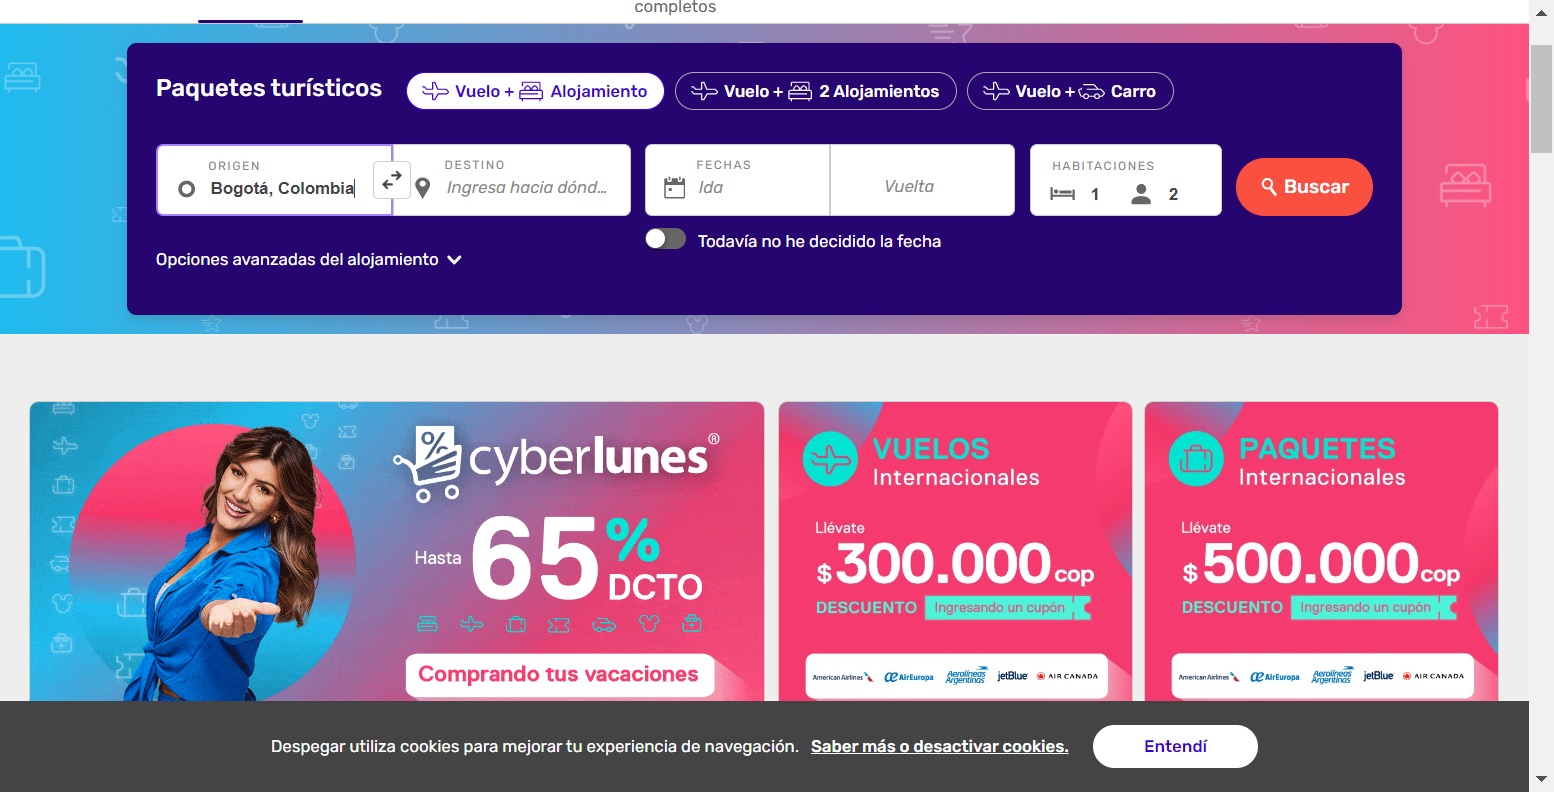 completos
Paquetes turísticos
Vuelo + Alojamiento
Vuelo + 2 Alojamientos
Vuelo + Carro
ORIGEN
Bogotá, Colombia
DESTINO
Ingresa hacia dónd...
FECHAS
Ida
Vuelta
HABITACIONES
1
2
Buscar
Todavía no he decidido la fecha
Opciones avanzadas del alojamiento
cyberlunes®
Hasta 65% DCTO
Comprando tus vacaciones
VUELOS
Internacionales
Llévate
$300.000 cop
DESCUENTO Ingresando un cupón
American Airlines AirEuropa Aerolíneas Argentinas jetBlue AIR CANADA
PAQUETES
Internacionales
Llévate
$500.000 cop
DESCUENTO Ingresando un cupón
American Airlines AirEuropa Aerolíneas Argentinas jetBlue AIR CANADA
Despegar utiliza cookies para mejorar tu experiencia de navegación. Saber más o desactivar cookies.
Entendí